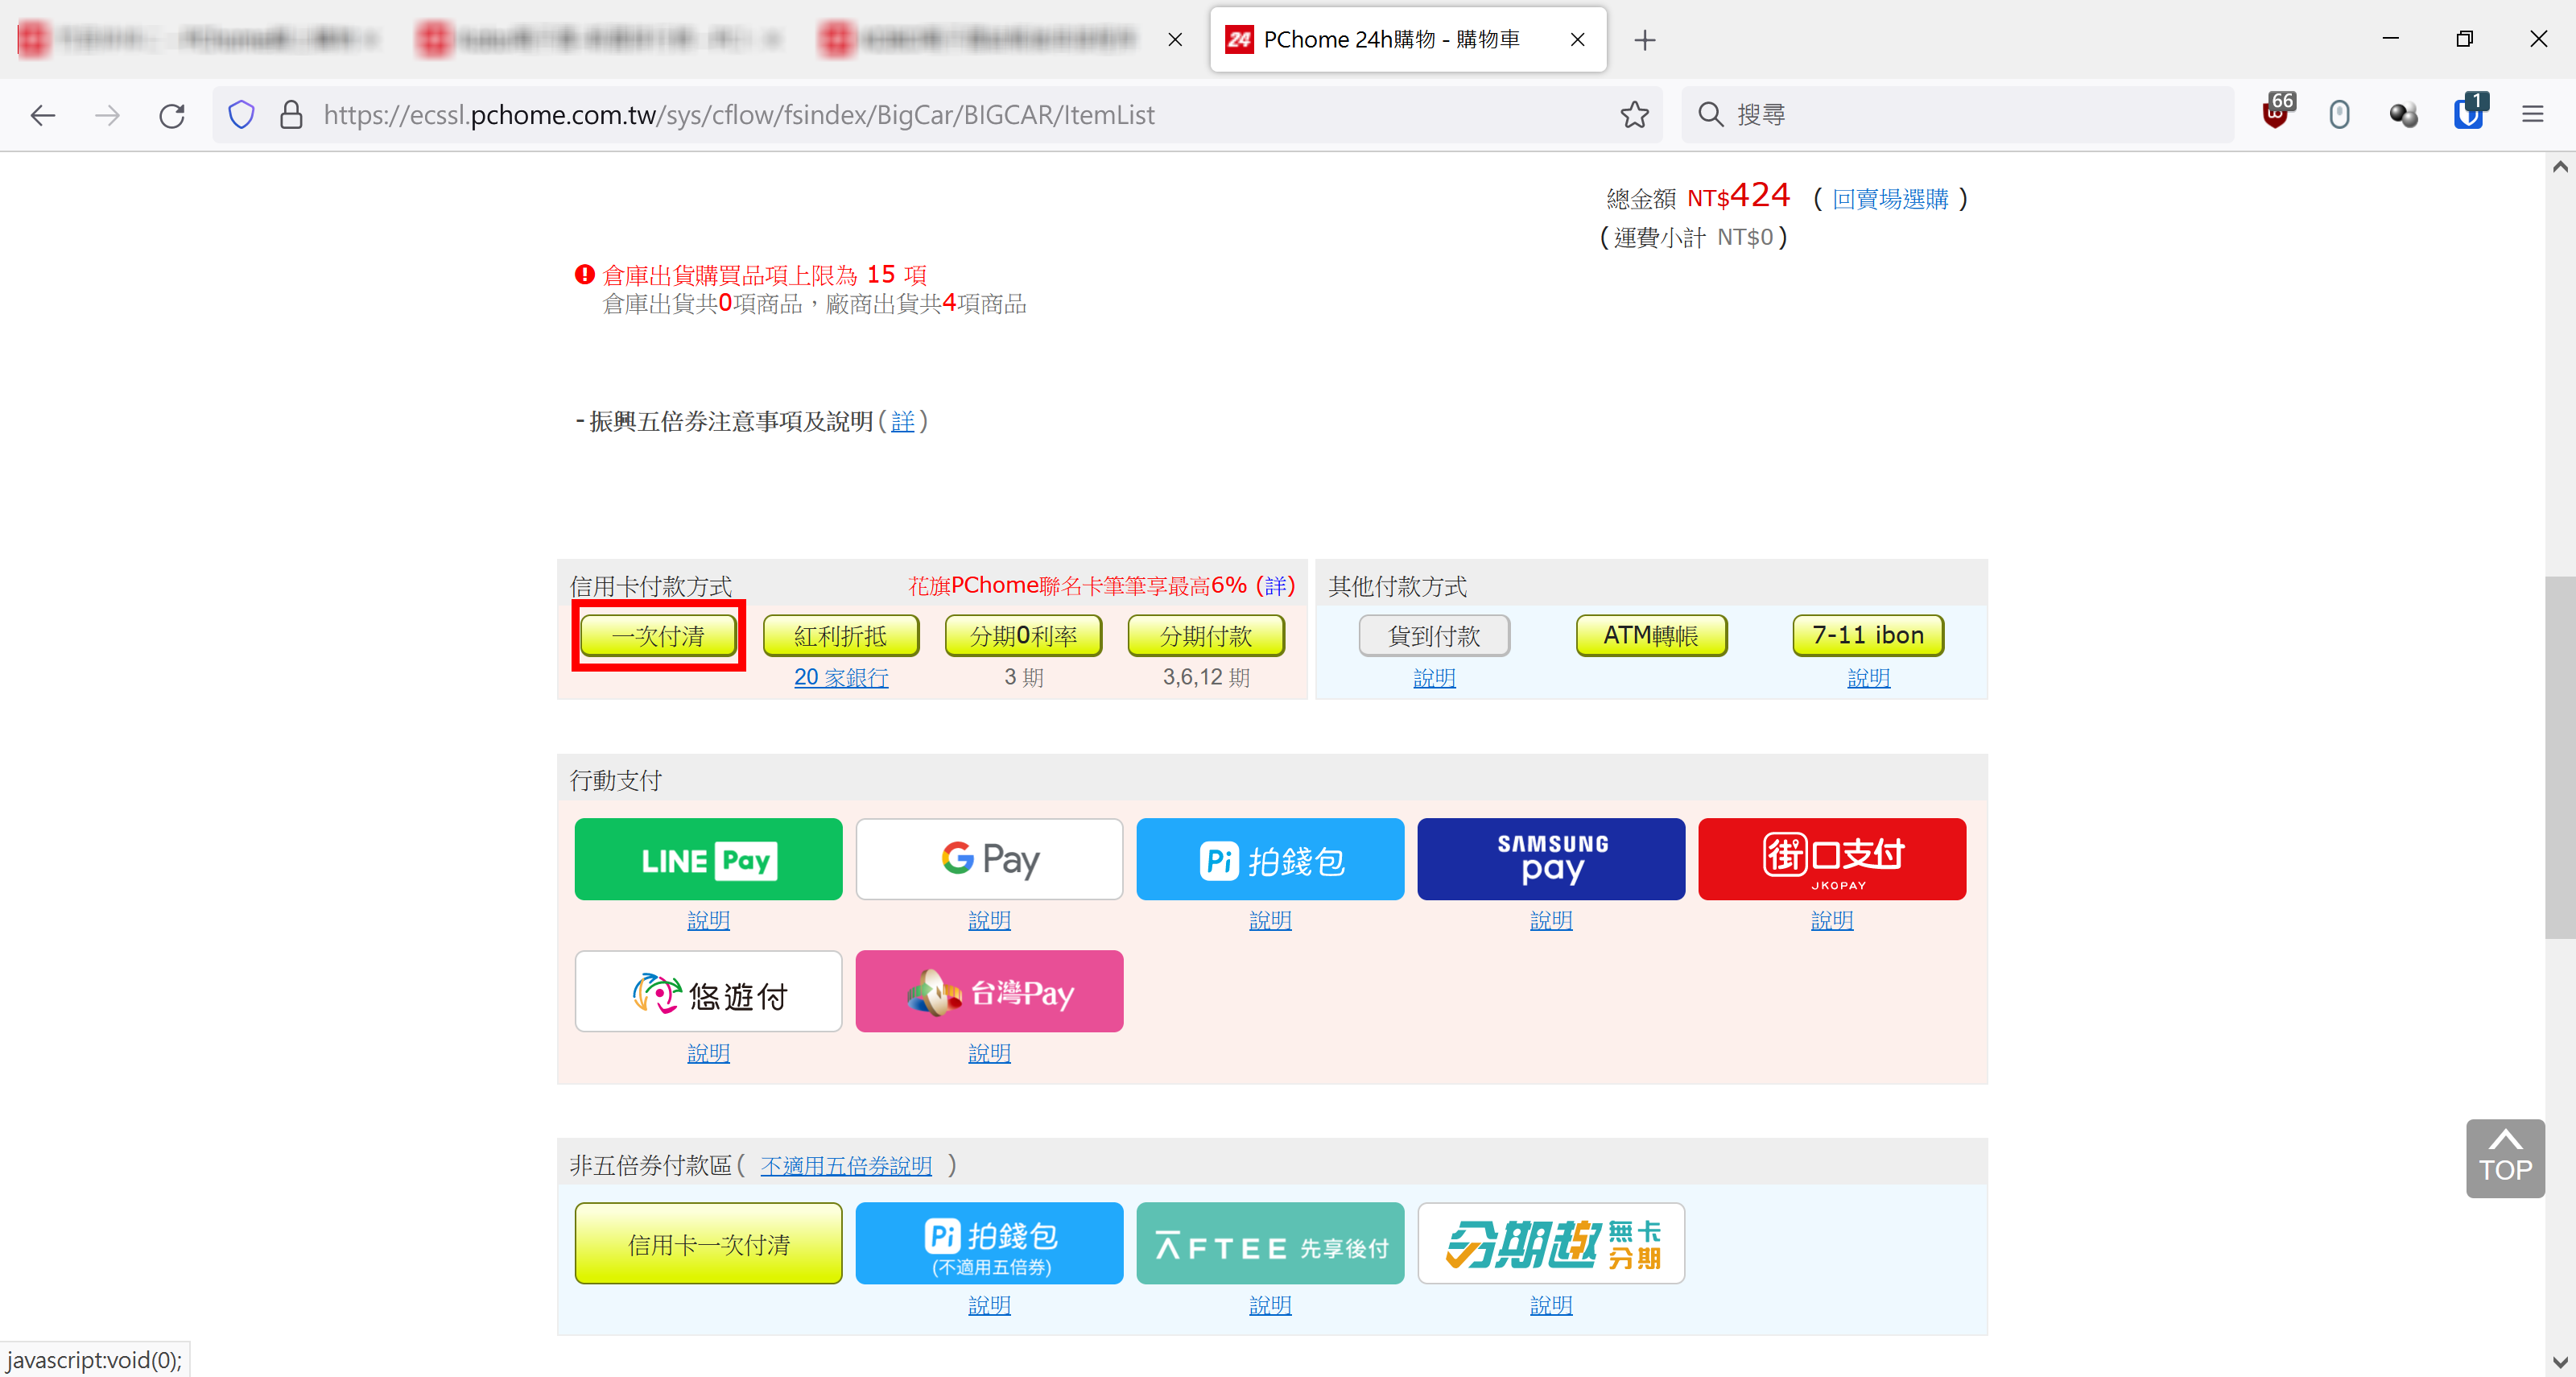 PChome 24h購物 - 購物車
https://ecssl.pchome.com.tw/sys/cflow/fsindex/BigCar/BIGCAR/ItemList
搜尋
66
1
總金額 NT$424 ( 回賣場選購 )
(運費小計 NT$0)
倉庫出貨購買品項上限為 15 項
倉庫出貨共0項商品，廠商出貨共4項商品
-振興五倍券注意事項及說明(詳)
信用卡付款方式 花旗PChome聯名卡筆筆享最高6% (詳)
一次付清 紅利折抵 分期0利率 分期付款
20 家銀行 3 期 3,6,12 期
其他付款方式
貨到付款 ATM轉帳 7-11 ibon
說明 說明
行動支付
LINE Pay G Pay Pi 拍錢包 SAMSUNG pay 街口支付 JKOPAY
說明 說明 說明 說明 說明
悠遊付 台灣Pay
說明 說明
TOP
非五倍券付款區( 不適用五倍券說明 )
信用卡一次付清 Pi 拍錢包 (不適用五倍券) AFTEE 先享後付 分期趣 無卡分期
說明 說明 說明
javascript:void(0);